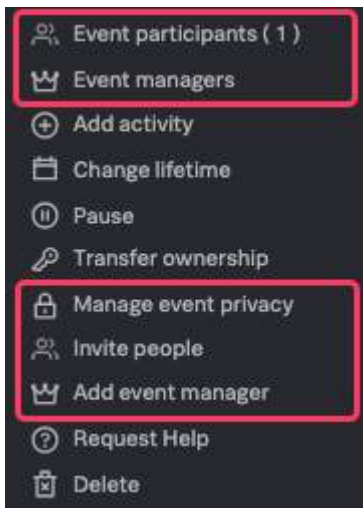 Event participants ( 1 )
Event managers
Add activity
Change lifetime
Pause
Transfer ownership
Manage event privacy
Invite people
Add event manager
Request Help
Delete